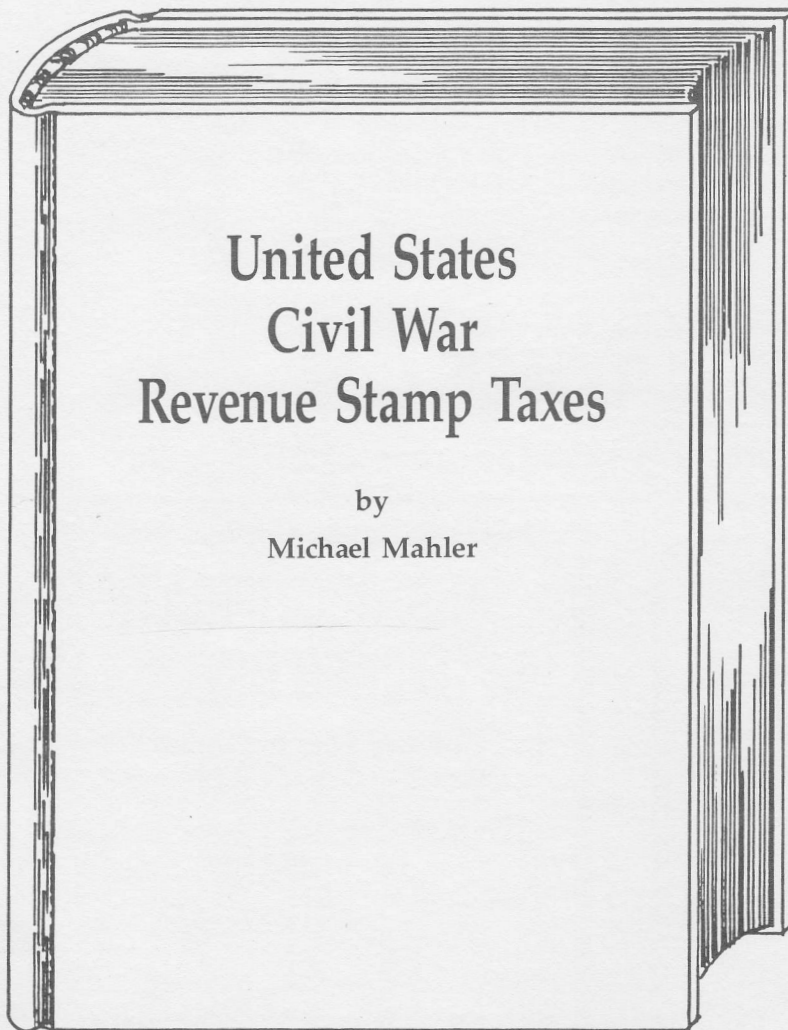 United States
Civil War
Revenue Stamp Taxes
by
Michael Mahler